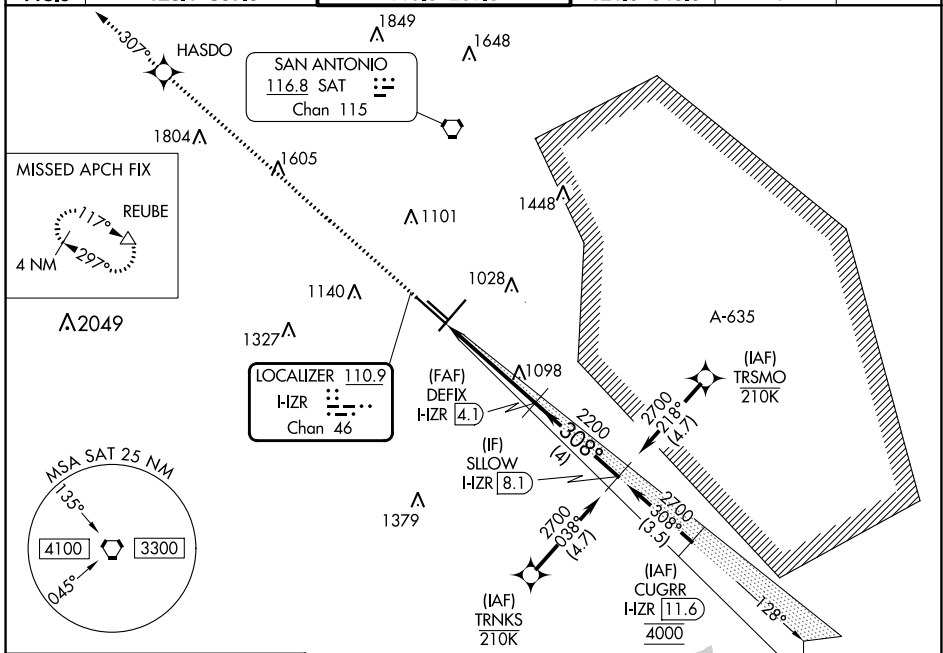 307°
HASDO
1849
1648
SAN ANTONIO
116.8 SAT
Chan 115
1804
1605
MISSED APCH FIX
117°
REUBE
4 NM
297°
1448
1101
1028
1140
2049
1327
A-635
LOCALIZER 110.9
I-IZR
Chan 46
(FAF)
DEFIX
I-IZR 4.1
1098
(IAF)
TRSMO
210K
2700
218°
(4.7)
2200
308°
(4)
(IF)
SLLOW
I-IZR 8.1
MSA SAT 25 NM
135°
4100
3300
045°
1379
2700
038°
(4.7)
2700
308°
(3.5)
(IAF)
TRNKS
210K
(IAF)
CUGRR
I-IZR 11.6
4000
128°